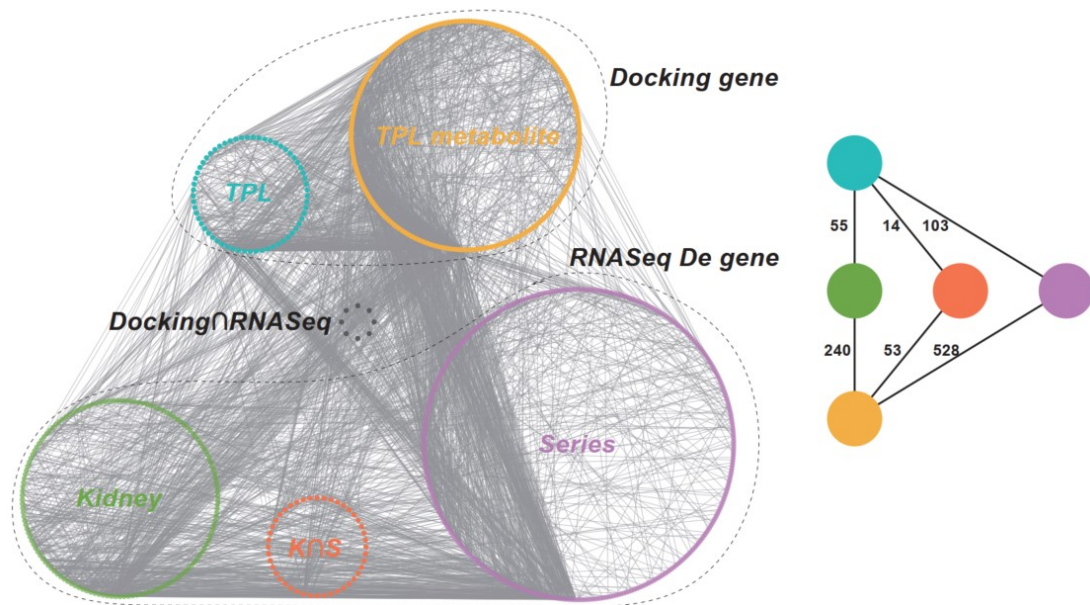 Docking gene
TPL metabolite
TPL
RNASeq De gene
Docking∩RNASeq
Series
Kidney
K∩S
55 14 103
240 53 528